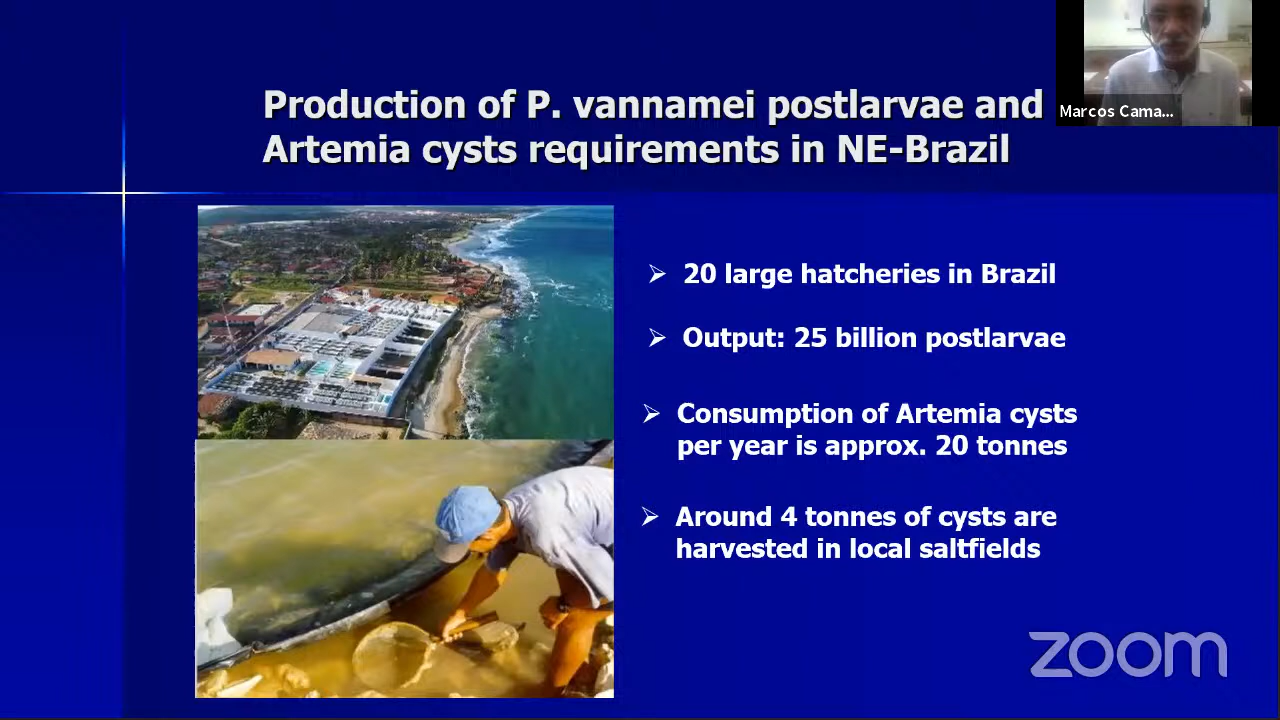 Production of P. vannamei postlarvae and
Artemia cysts requirements in NE-Brazil
Marcos Cama...
20 large hatcheries in Brazil
Output: 25 billion postlarvae
Consumption of Artemia cysts
per year is approx. 20 tonnes
Around 4 tonnes of cysts are
harvested in local saltfields
zoom